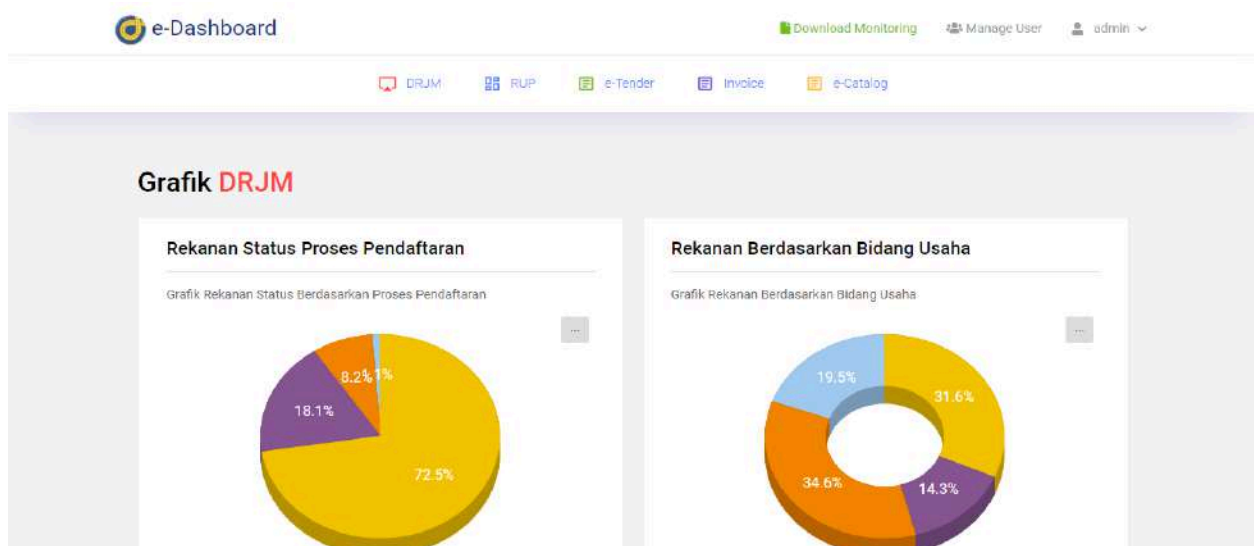 e-Dashboard
Download Monitoring
Manage User
admin
DRJM
RUP
e-Tender
Invoice
e-Catalog
Grafik DRJM
Rekanan Status Proses Pendaftaran
Grafik Rekanan Status Berdasarkan Proses Pendaftaran
...
8.2%
18.1%
72.5%
Rekanan Berdasarkan Bidang Usaha
Grafik Rekanan Berdasarkan Bidang Usaha
...
19.5%
31.6%
34.6%
14.3%